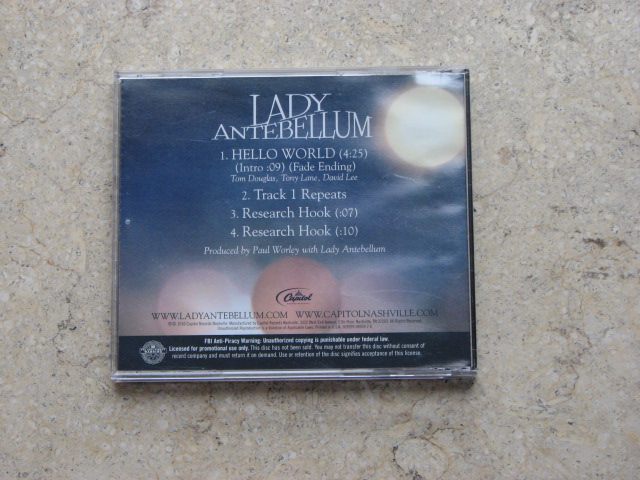 LADY
ANTEBELLUM
1. HELLO WORLD (4:25)
(Intro :09) (Fade Ending)
Tom Douglas, Tony Lane, David Lee
2. Track 1 Repeats
3. Research Hook (:07)
4. Research Hook (:10)
Produced by Paul Worley with Lady Antebellum
Capitol
WWW.LADYANTEBELLUM.COM WWW.CAPITOLNASHVILLE.COM
FBI Anti-Piracy Warning: Unauthorized copying is punishable under federal law.
Licensed for promotional use only. This disc has not been sold. You may not transfer this disc without consent of
record company and must return it on demand. Use or retention of the disc signifies acceptance of this license.